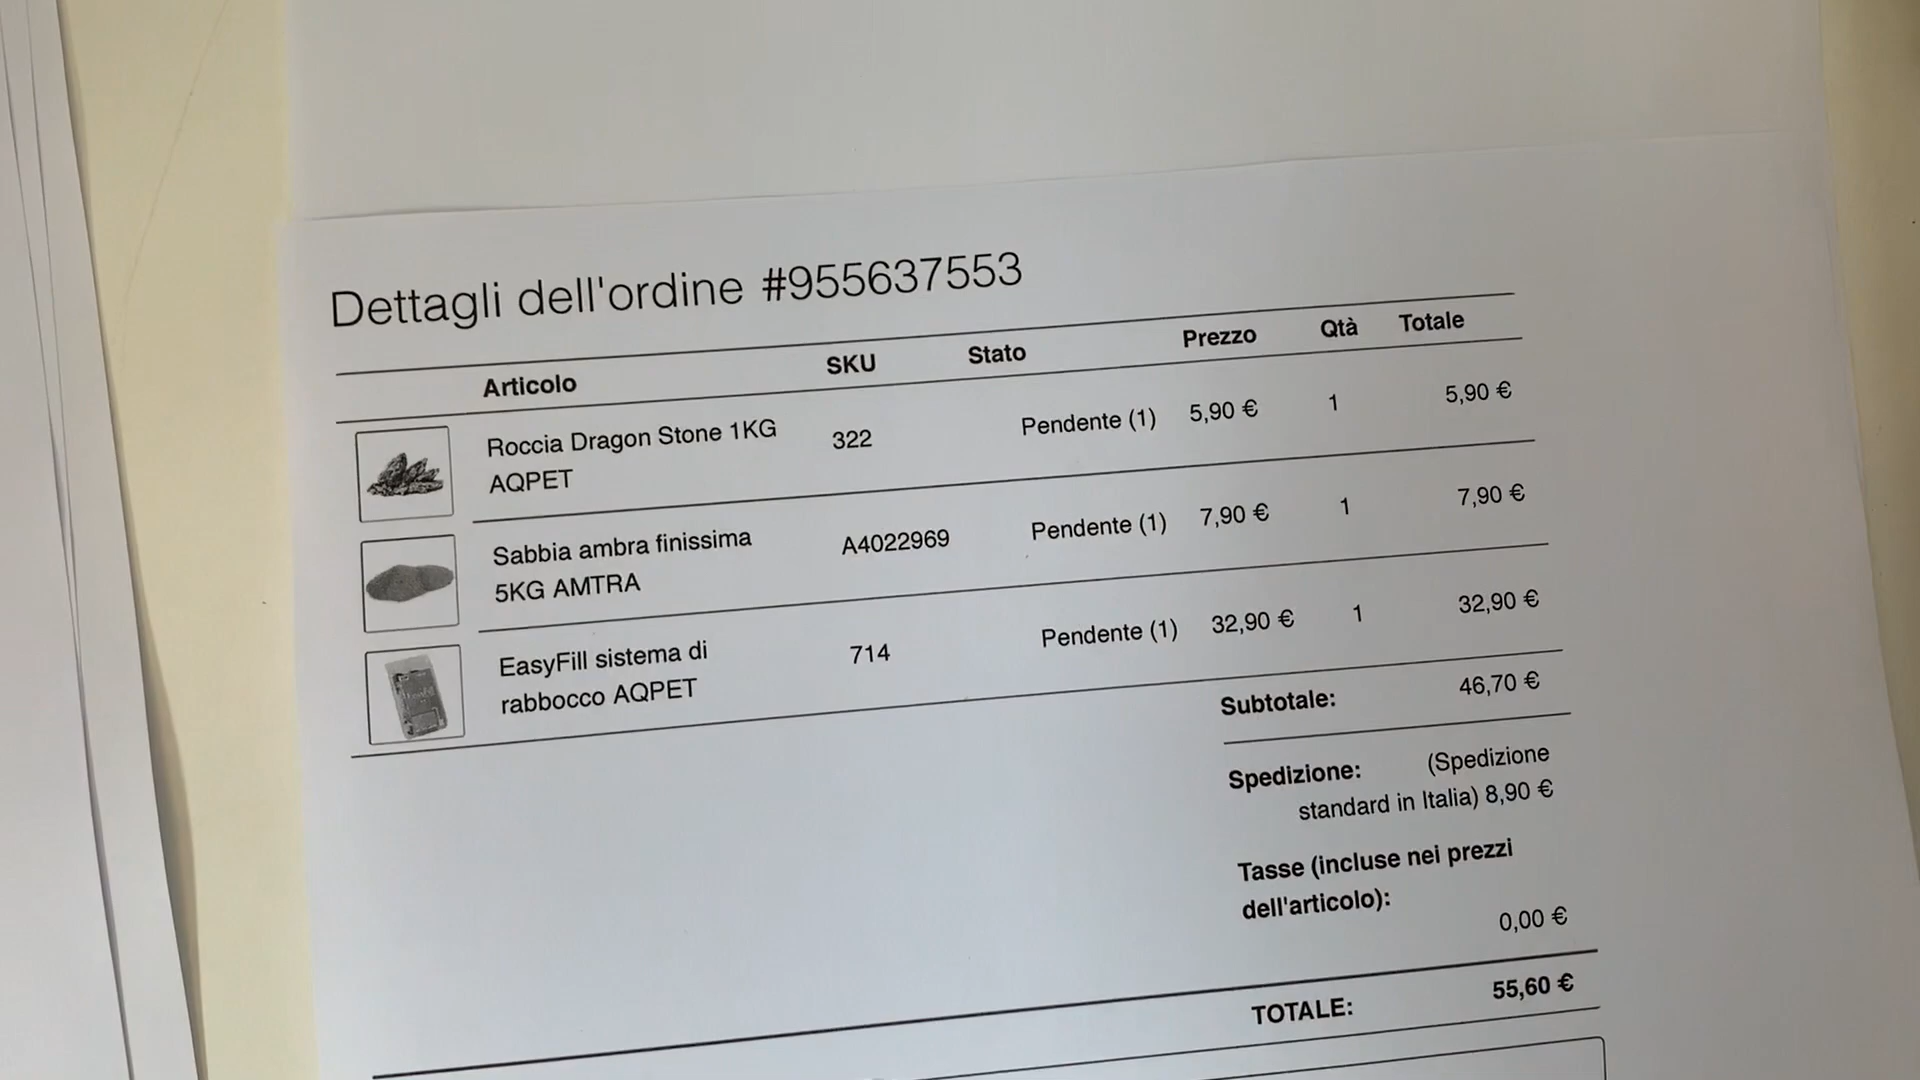 Dettagli dell'ordine #955637553
Articolo SKU Stato Prezzo Qtà Totale
Roccia Dragon Stone 1KG 322 Pendente (1) 5,90 € 1 5,90 €
AQPET
Sabbia ambra finissima A4022969 Pendente (1) 7,90 € 1 7,90 €
5KG AMTRA
EasyFill sistema di 714 Pendente (1) 32,90 € 1 32,90 €
rabbocco AQPET
Subtotale: 46,70 €
Spedizione: (Spedizione
standard in Italia) 8,90 €
Tasse (incluse nei prezzi
dell'articolo):
0,00 €
TOTALE: 55,60 €